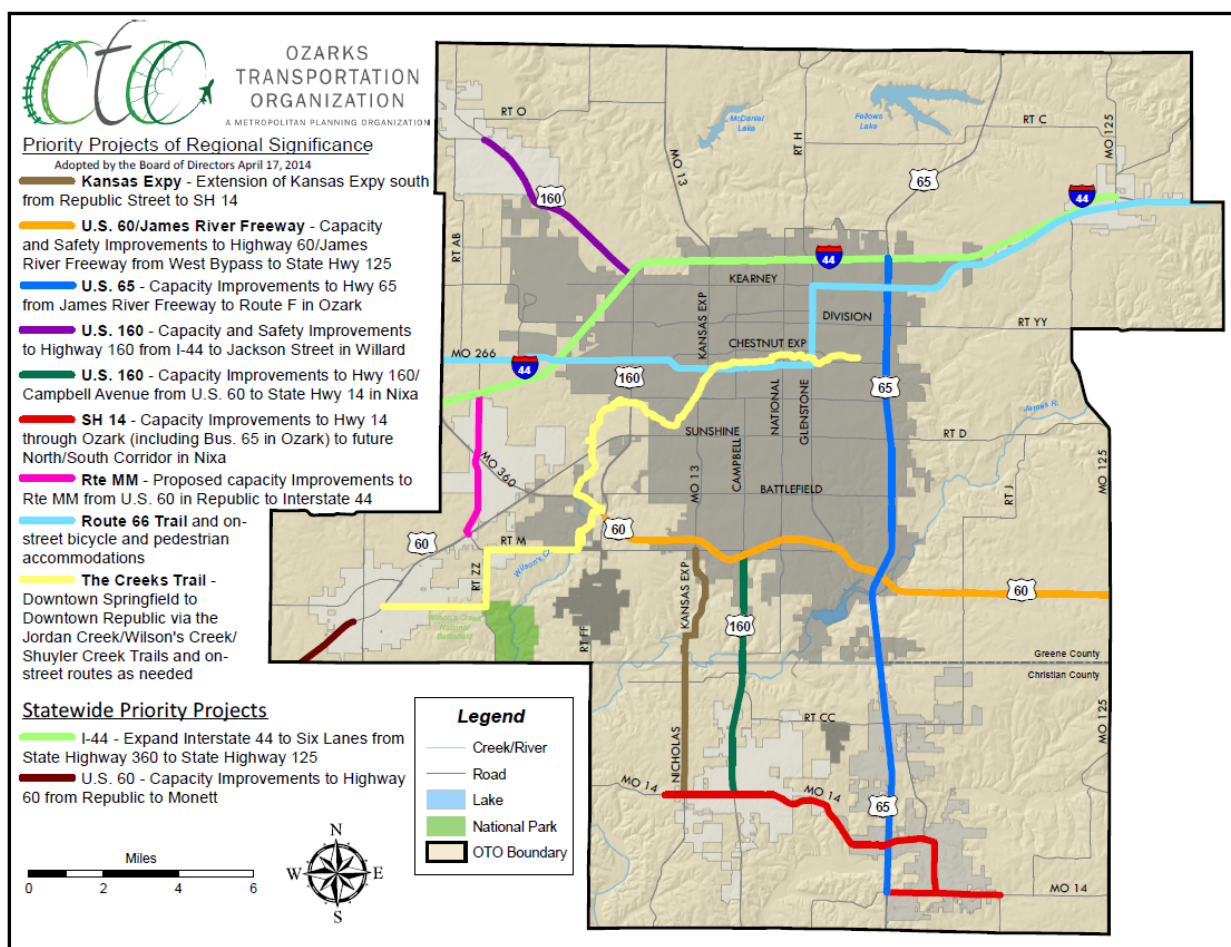 OZARKS
TRANSPORTATION
ORGANIZATION
A METROPOLITAN PLANNING ORGANIZATION
Priority Projects of Regional Significance
Adopted by the Board of Directors April 17, 2014
Kansas Expy - Extension of Kansas Expy south
from Republic Street to SH 14
U.S. 60/James River Freeway - Capacity
and Safety Improvements to Highway 60/James
River Freeway from West Bypass to State Hwy 125
U.S. 65 - Capacity Improvements to Hwy 65
from James River Freeway to Route F in Ozark
U.S. 160 - Capacity and Safety Improvements
to Highway 160 from I-44 to Jackson Street in Willard
U.S. 160 - Capacity Improvements to Hwy 160/
Campbell Avenue from U.S. 60 to State Hwy 14 in Nixa
SH 14 - Capacity Improvements to Hwy 14
through Ozark (including Bus. 65 in Ozark) to future
North/South Corridor in Nixa
Rte MM - Proposed capacity Improvements to
Rte MM from U.S. 60 in Republic to Interstate 44
Route 66 Trail and on-
street bicycle and pedestrian
accommodations
The Creeks Trail -
Downtown Springfield to
Downtown Republic via the
Jordan Creek/Wilson's Creek/
Shuyler Creek Trails and on-
street routes as needed
Statewide Priority Projects
I-44 - Expand Interstate 44 to Six Lanes from
State Highway 360 to State Highway 125
U.S. 60 - Capacity Improvements to Highway
60 from Republic to Monett
Miles
0 2 4 6
N
W E
S
Legend
Creek/River
Road
Lake
National Park
OTO Boundary
RT O
McDaniel
Lake
RT H
Fellows
Lake
RT C
MO 125
MO 13
65
160
44
RT AB
44
KEARNEY
KANSAS EXP
DIVISION
RT YY
CHESTNUT EXP
MO 266
44
160
NATIONAL
GLENSTONE
65
James R.
SUNSHINE
CAMPBELL
RT D
MO 360
MO 13
BATTLEFIELD
RT J
MO 125
60
RT M
60
Wilson's Cr.
RT ZZ
KANSAS EXP
60
Wilson's Creek
National
Battlefield
RT FF
160
Greene County
Christian County
RT CC
NICHOLAS
MO 125
MO 14
MO 14
65
MO 14